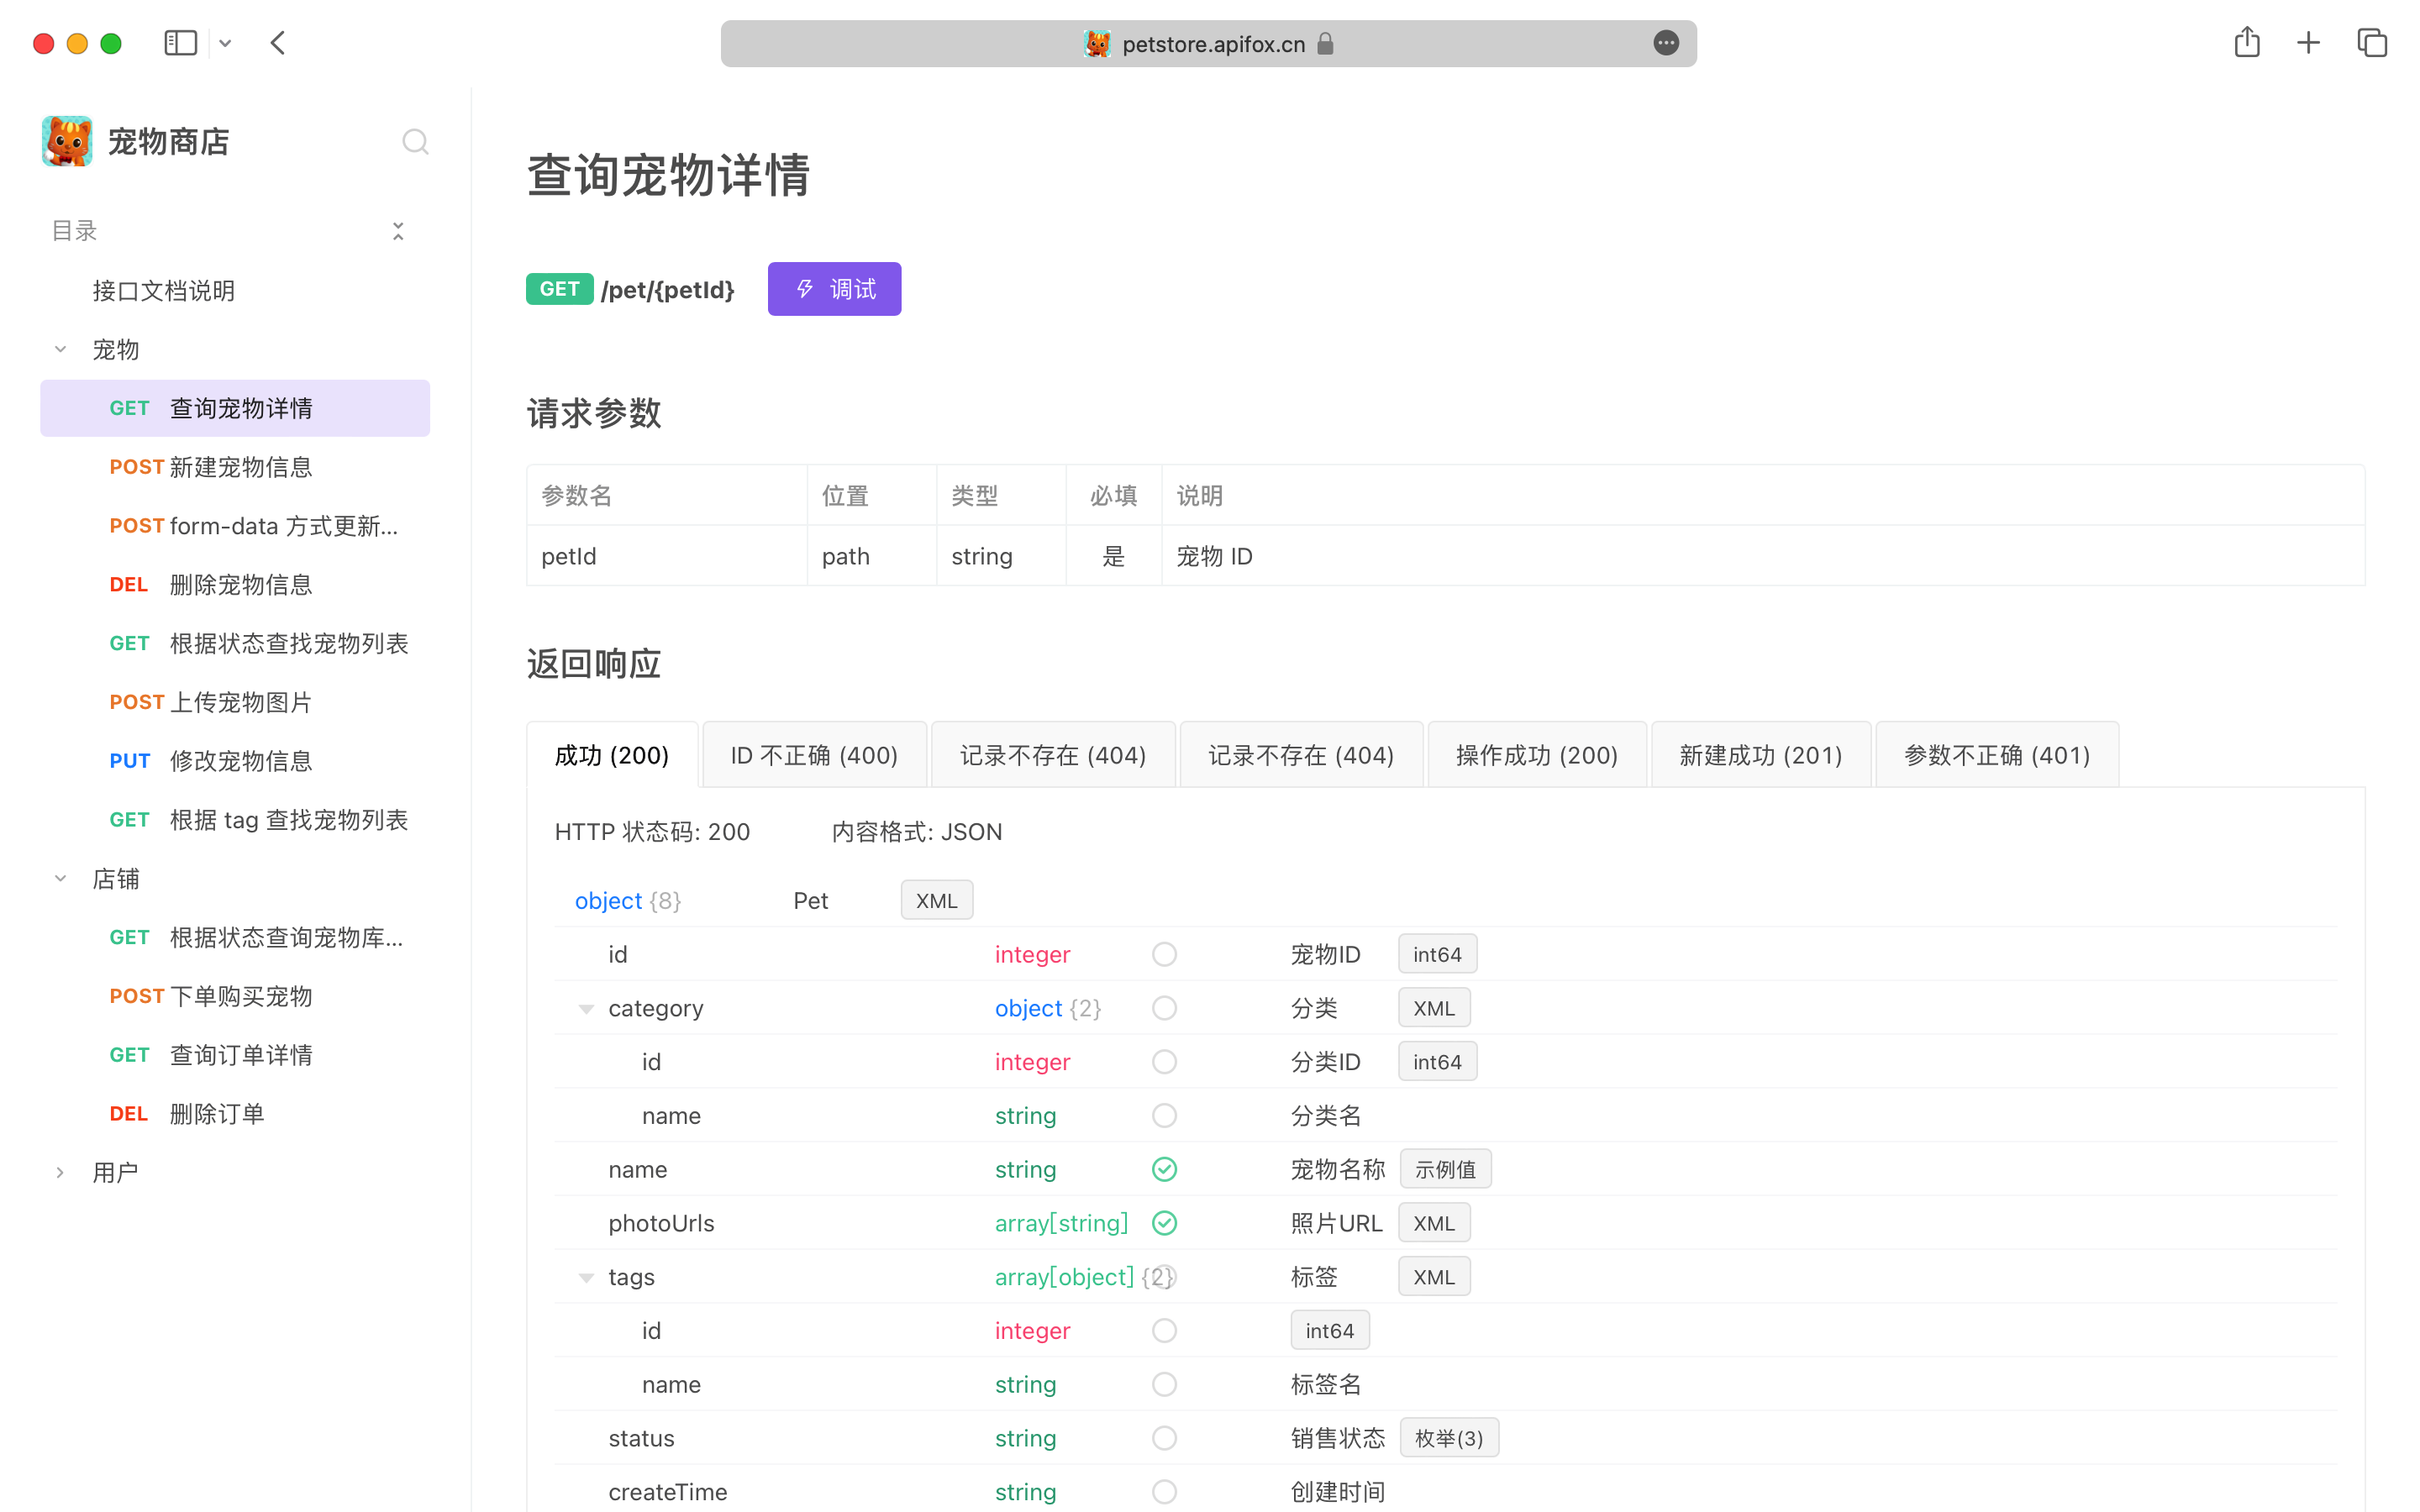 petstore.apifox.cn
宠物商店
目录
接口文档说明
宠物
GET 查询宠物详情
POST 新建宠物信息
POST form-data 方式更新...
DEL 删除宠物信息
GET 根据状态查找宠物列表
POST 上传宠物图片
PUT 修改宠物信息
GET 根据 tag 查找宠物列表
店铺
GET 根据状态查询宠物库...
POST 下单购买宠物
GET 查询订单详情
DEL 删除订单
用户
查询宠物详情
GET /pet/{petId} 调试
请求参数
参数名 位置 类型 必填 说明
petId path string 是 宠物 ID
返回响应
成功 (200) ID 不正确 (400) 记录不存在 (404) 记录不存在 (404) 操作成功 (200) 新建成功 (201) 参数不正确 (401)
HTTP 状态码: 200 内容格式: JSON
object {8} Pet XML
id integer 宠物ID int64
category object {2} 分类 XML
id integer 分类ID int64
name string 分类名
name string 宠物名称 示例值
photoUrls array[string] 照片URL XML
tags array[object] {2} 标签 XML
id integer int64
name string 标签名
status string 销售状态 枚举(3)
createTime string 创建时间